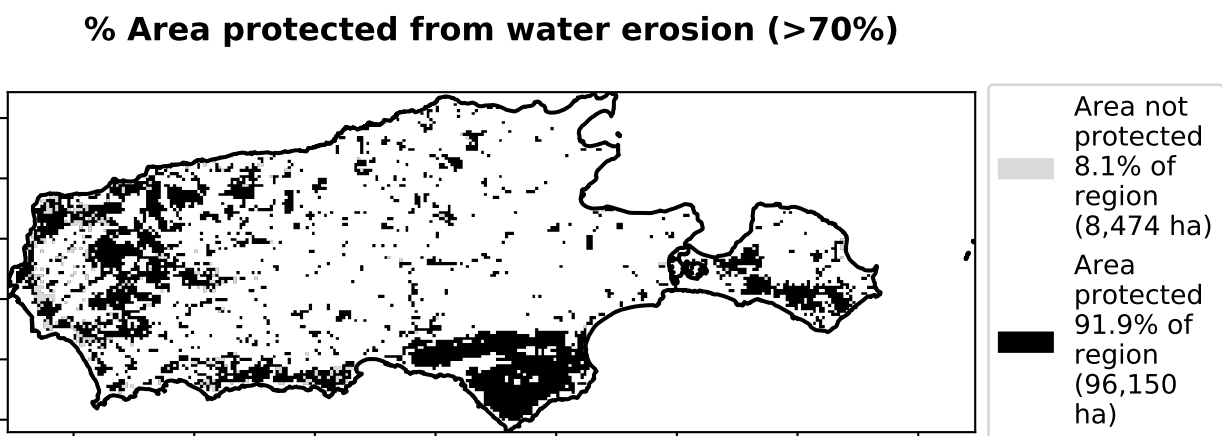 % Area protected from water erosion (>70%)
Area not
protected
8.1% of
region
(8,474 ha)
Area
protected
91.9% of
region
(96,150
ha)